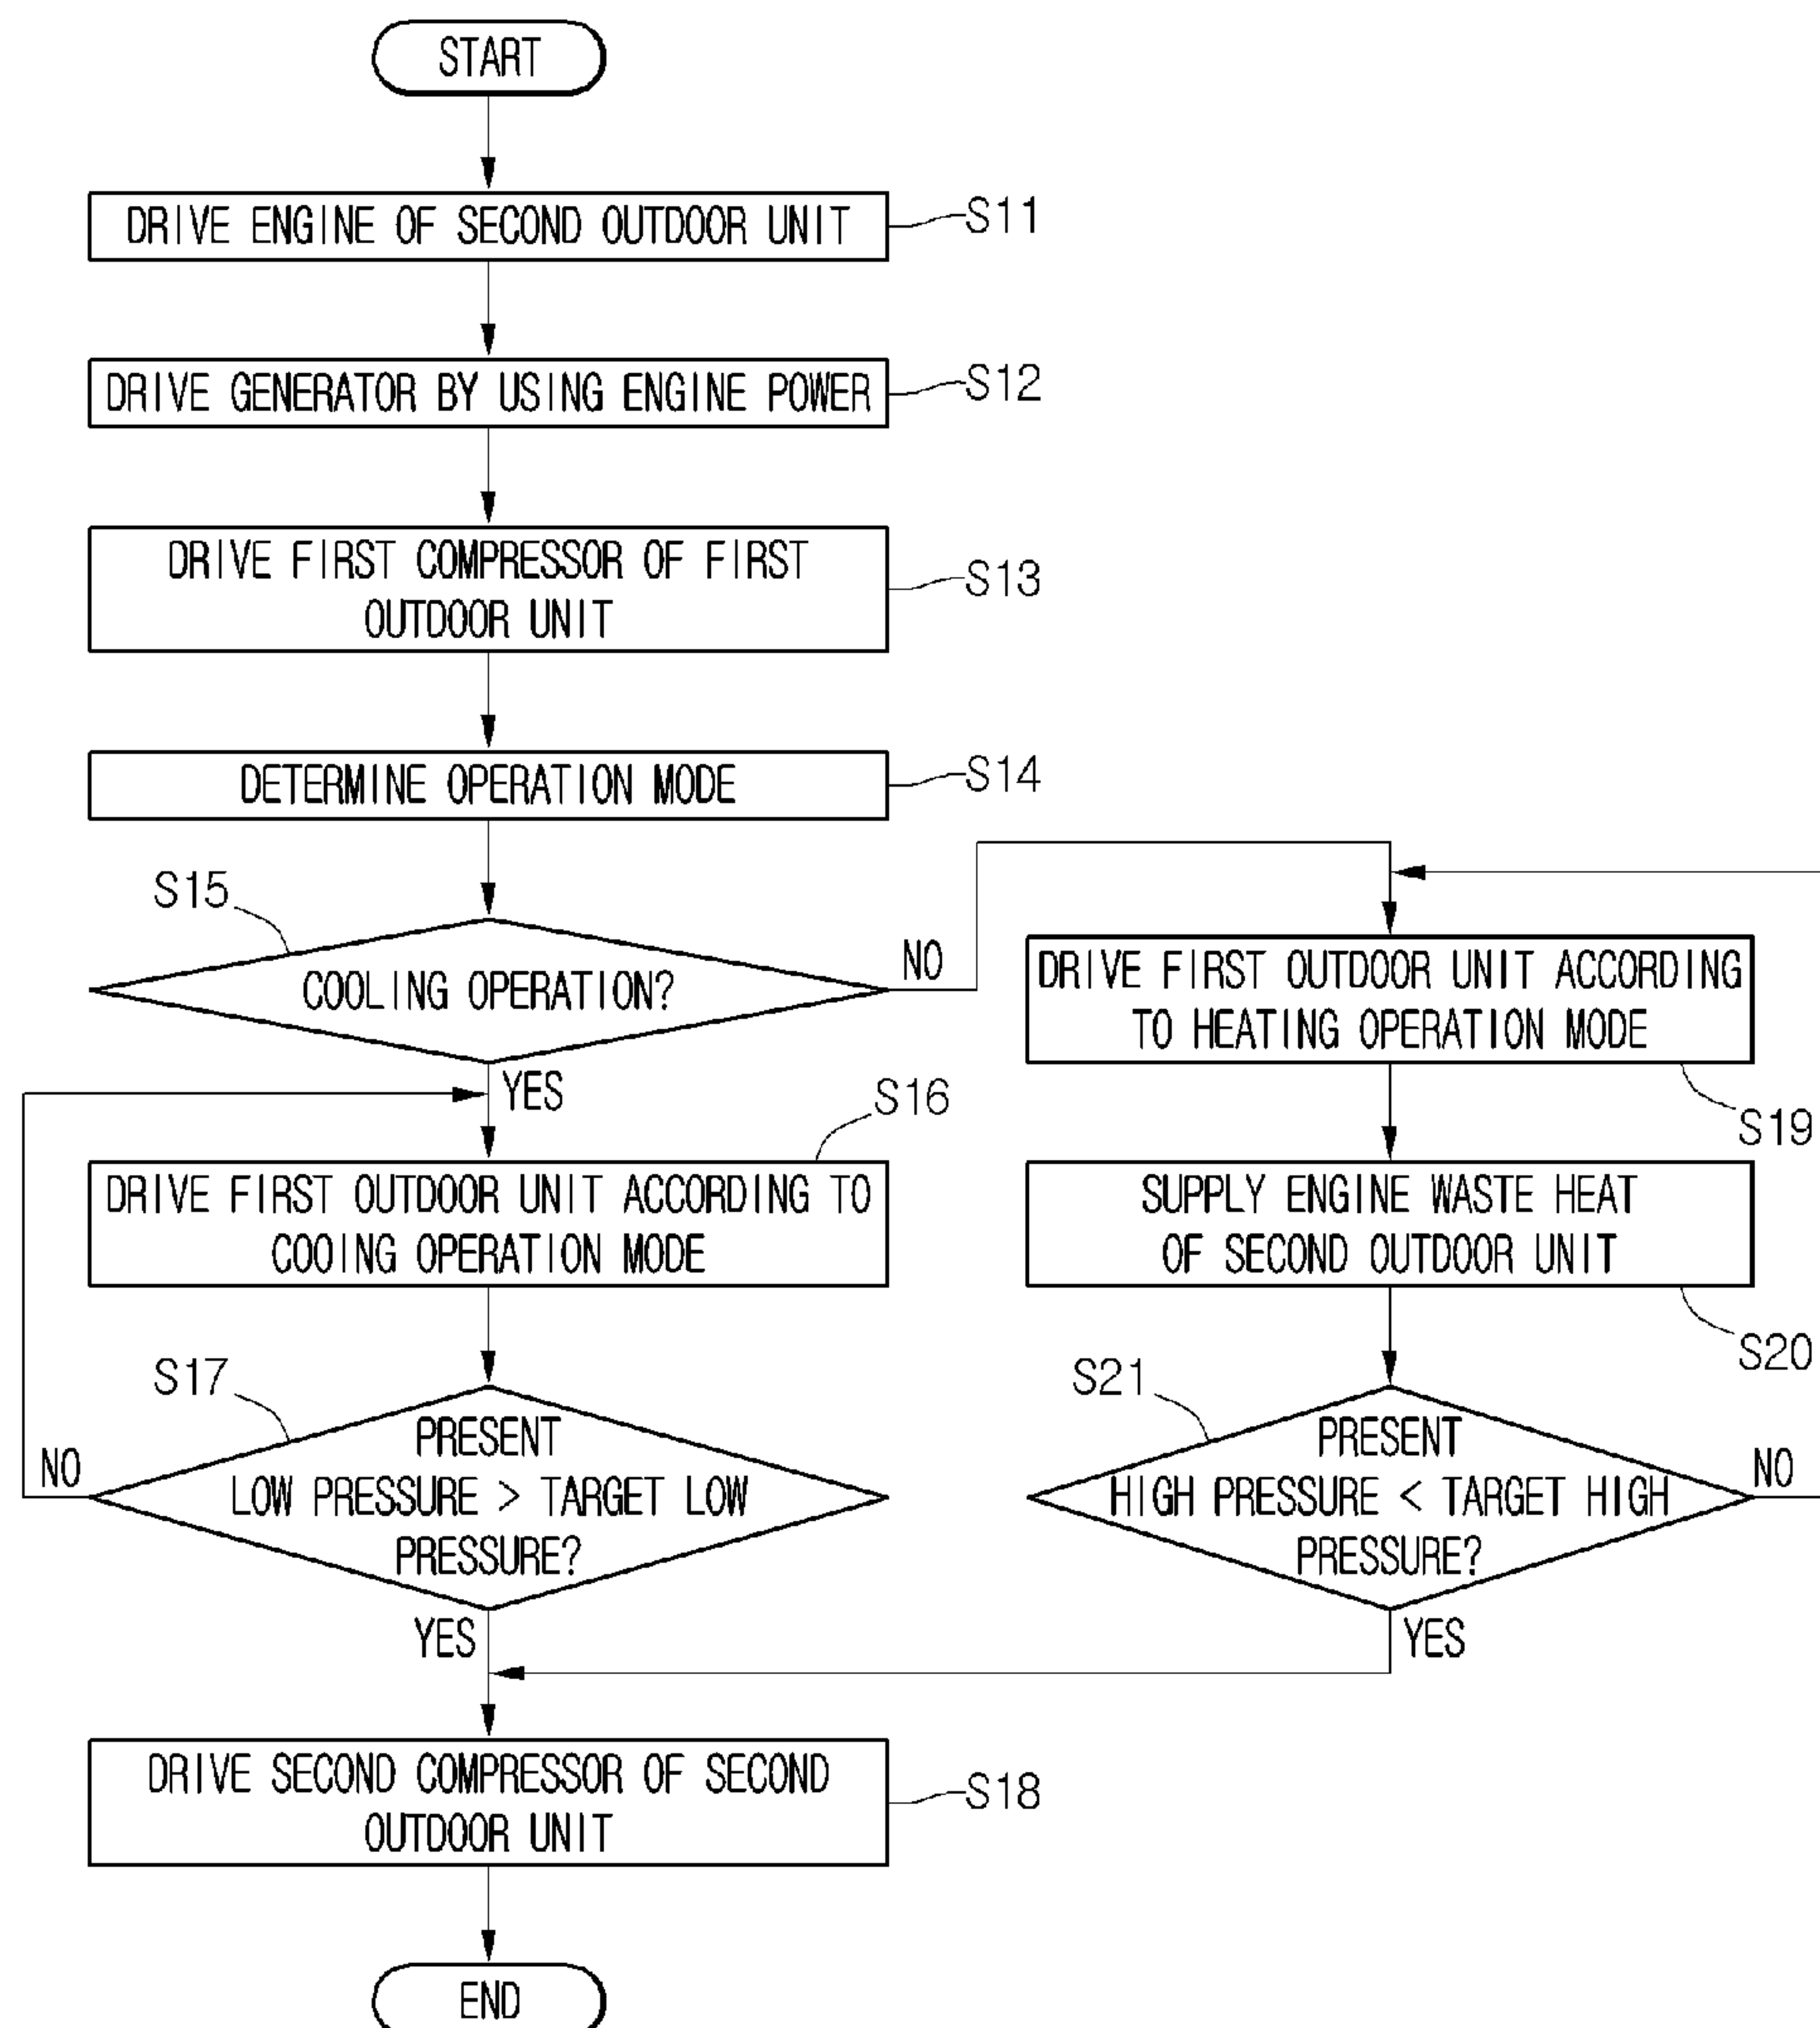 START
DRIVE ENGINE OF SECOND OUTDOOR UNIT
S11
DRIVE GENERATOR BY USING ENGINE POWER
S12
DRIVE FIRST COMPRESSOR OF FIRST
OUTDOOR UNIT
S13
DETERMINE OPERATION MODE
S14
S15
COOLING OPERATION?
NO
YES
S16
DRIVE FIRST OUTDOOR UNIT ACCORDING TO
COOING OPERATION MODE
S17
PRESENT
LOW PRESSURE > TARGET LOW
PRESSURE?
NO
YES
DRIVE FIRST OUTDOOR UNIT ACCORDING
TO HEATING OPERATION MODE
S19
SUPPLY ENGINE WASTE HEAT
OF SECOND OUTDOOR UNIT
S20
S21
PRESENT
HIGH PRESSURE < TARGET HIGH
PRESSURE?
NO
YES
DRIVE SECOND COMPRESSOR OF SECOND
OUTDOOR UNIT
S18
END